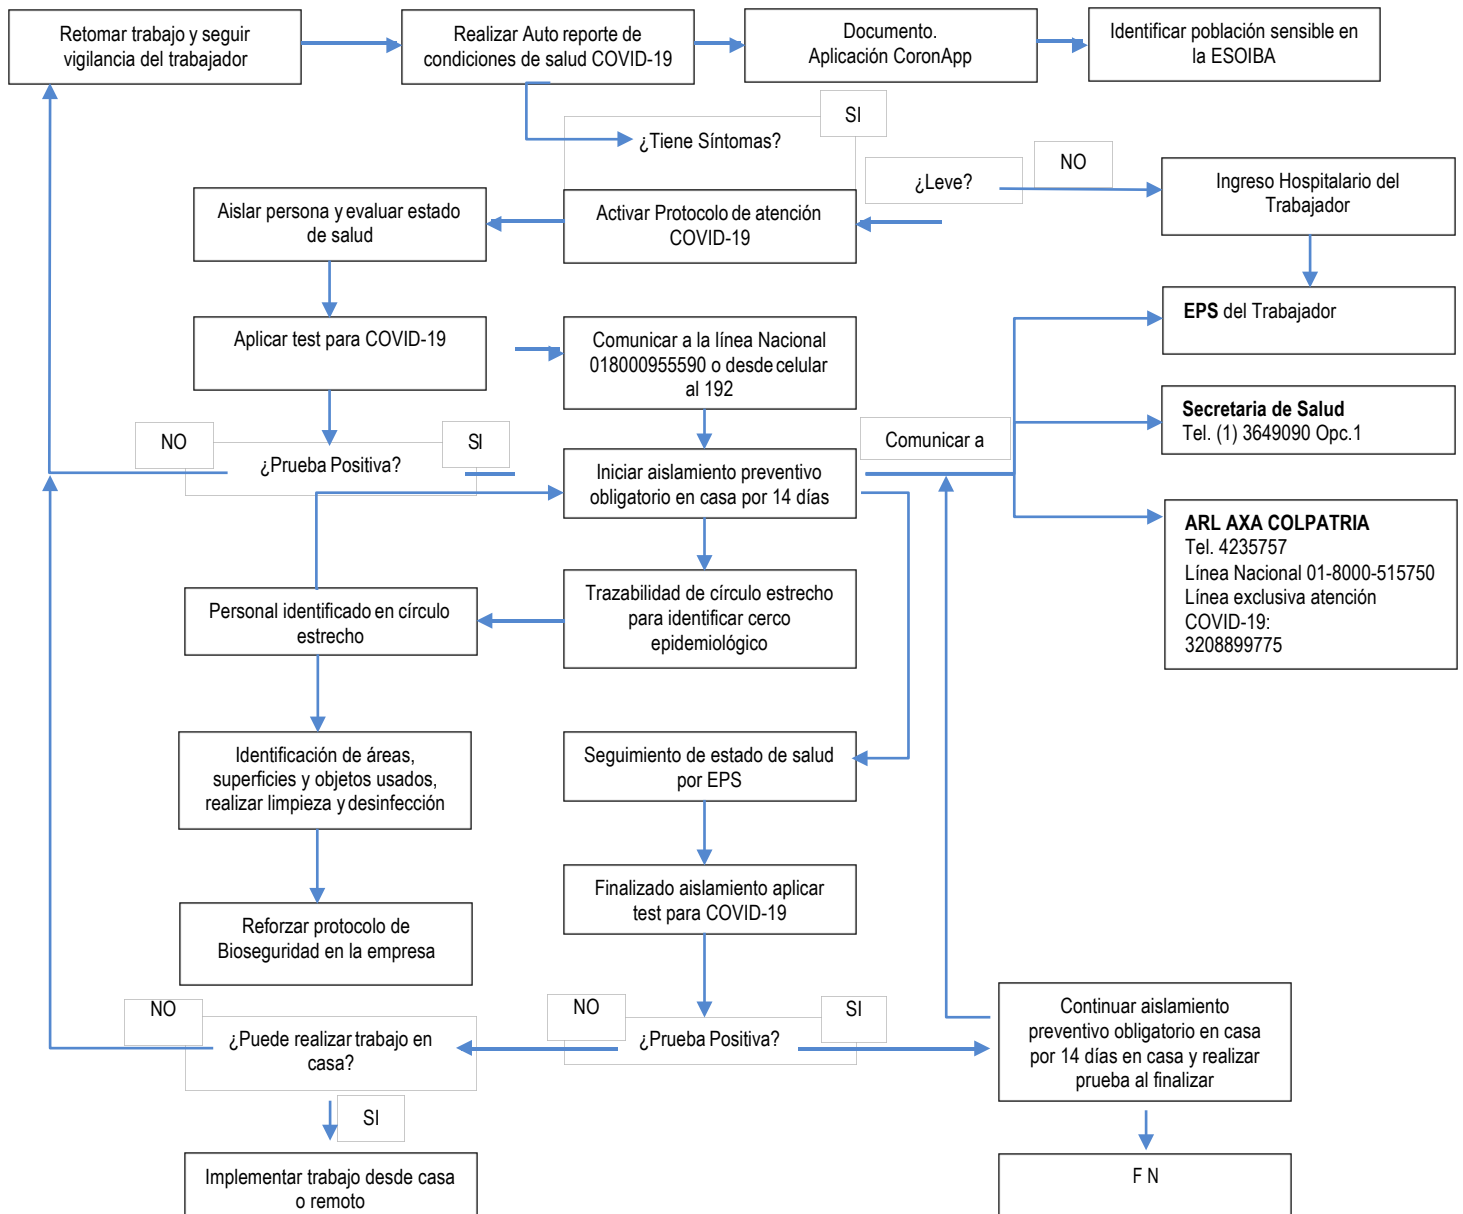 Retomar trabajo y seguir
vigilancia del trabajador
Realizar Auto reporte de
condiciones de salud COVID-19
Documento.
Aplicación CoronApp
Identificar población sensible en
la ESOIBA
SI
¿Tiene Síntomas?
¿Leve?
NO
Ingreso Hospitalario del
Trabajador
Aislar persona y evaluar estado
de salud
Activar Protocolo de atención
COVID-19
EPS del Trabajador
Aplicar test para COVID-19
Comunicar a la línea Nacional
018000955590 o desde celular
al 192
Secretaria de Salud
Tel. (1) 3649090 Opc.1
NO
¿Prueba Positiva?
SI
Comunicar a
Iniciar aislamiento preventivo
obligatorio en casa por 14 días
ARL AXA COLPATRIA
Tel. 4235757
Línea Nacional 01-8000-515750
Línea exclusiva atención
COVID-19:
3208899775
Personal identificado en círculo
estrecho
Trazabilidad de círculo estrecho
para identificar cerco
epidemiológico
Identificación de áreas,
superficies y objetos usados,
realizar limpieza y desinfección
Seguimiento de estado de salud
por EPS
Reforzar protocolo de
Bioseguridad en la empresa
Finalizado aislamiento aplicar
test para COVID-19
NO
¿Puede realizar trabajo en
casa?
NO
¿Prueba Positiva?
SI
Continuar aislamiento
preventivo obligatorio en casa
por 14 días en casa y realizar
prueba al finalizar
SI
Implementar trabajo desde casa
o remoto
F N